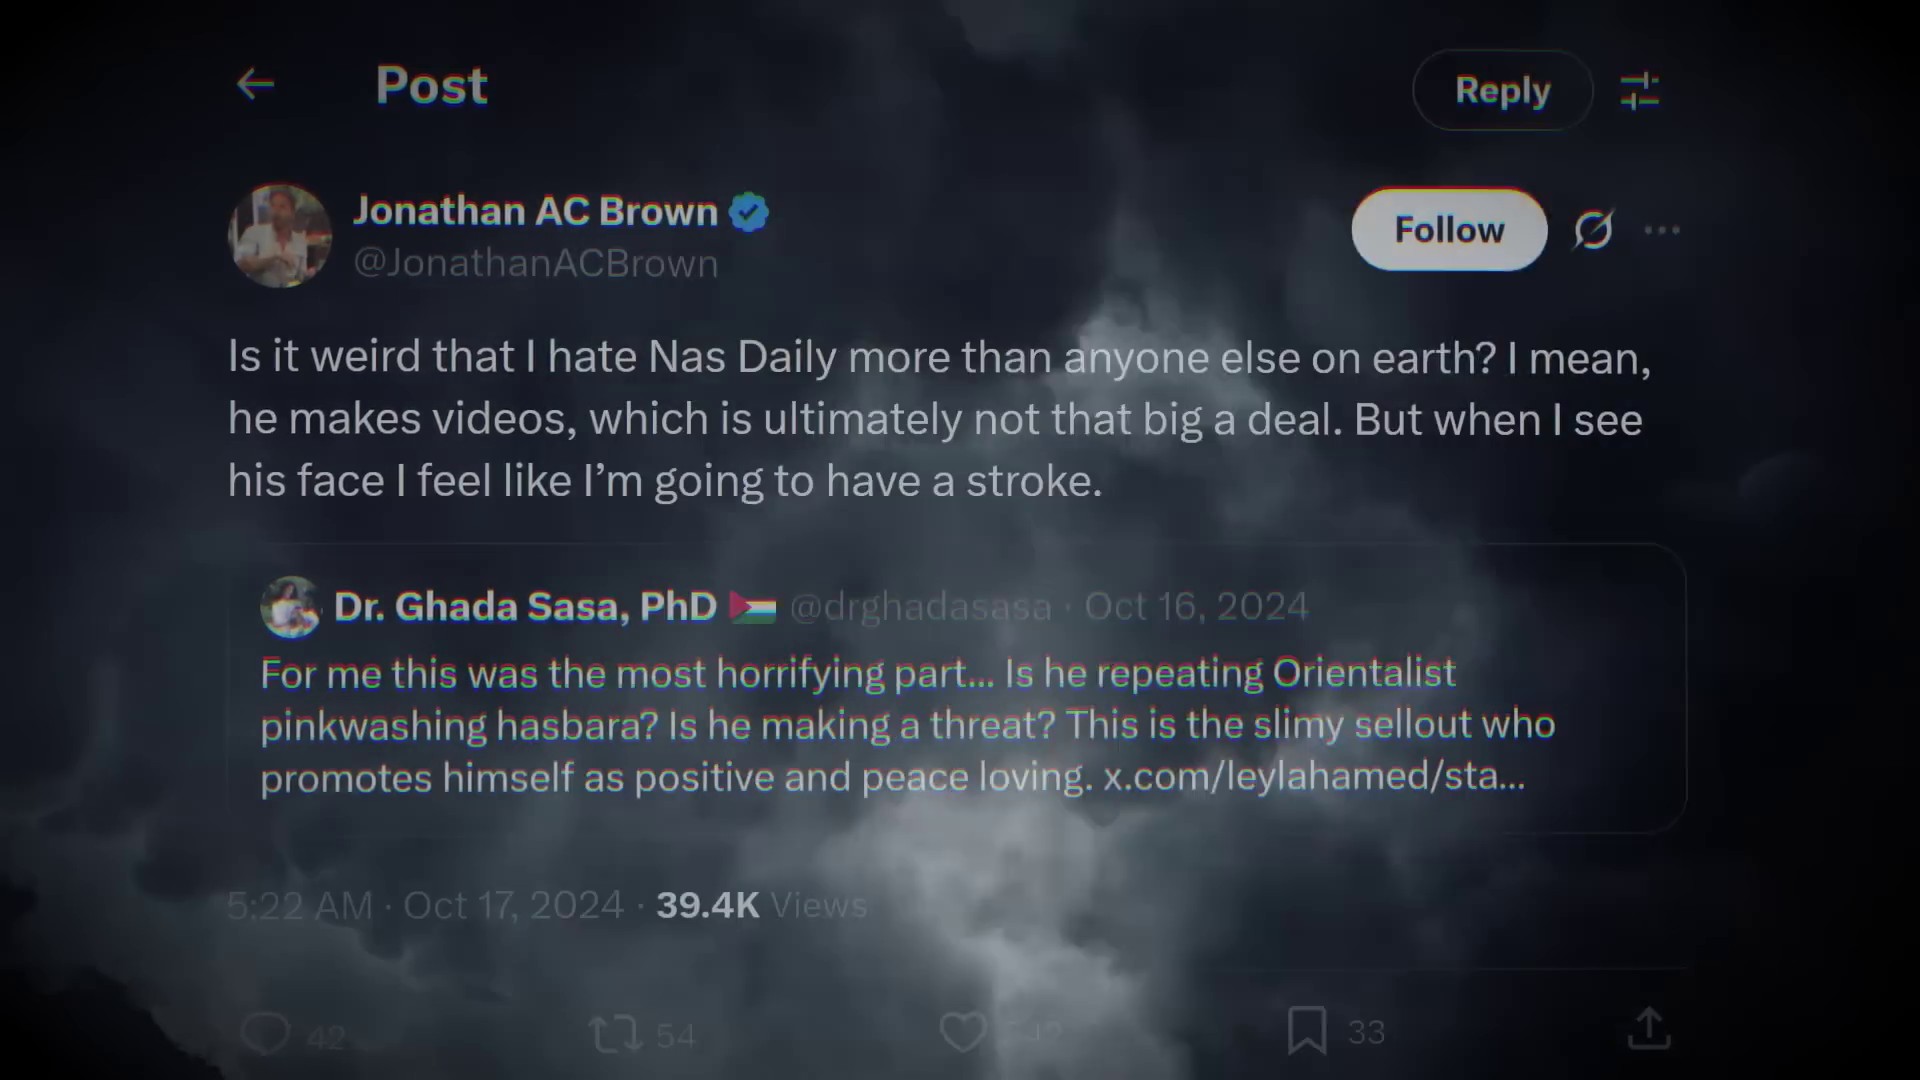 Post
Reply
Jonathan AC Brown
@JonathanACBrown
Follow
Is it weird that I hate Nas Daily more than anyone else on earth? I mean,
he makes videos, which is ultimately not that big a deal. But when I see
his face I feel like I’m going to have a stroke.
Dr. Ghada Sasa, PhD @drghadasasa · Oct 16, 2024
For me this was the most horrifying part... Is he repeating Orientalist
pinkwashing hasbara? Is he making a threat? This is the slimy sellout who
promotes himself as positive and peace loving. x.com/leylahamed/sta...
5:22 AM · Oct 17, 2024 · 39.4K Views
42 54 33